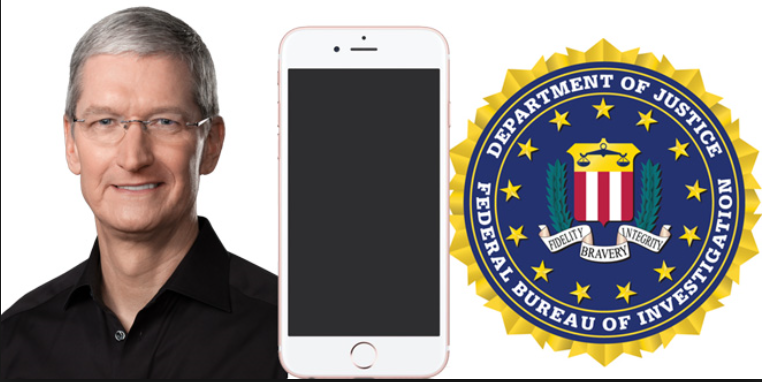 DEPARTMENT OF JUSTICE
FEDERAL BUREAU OF INVESTIGATION
FIDELITY
BRAVERY
INTEGRITY